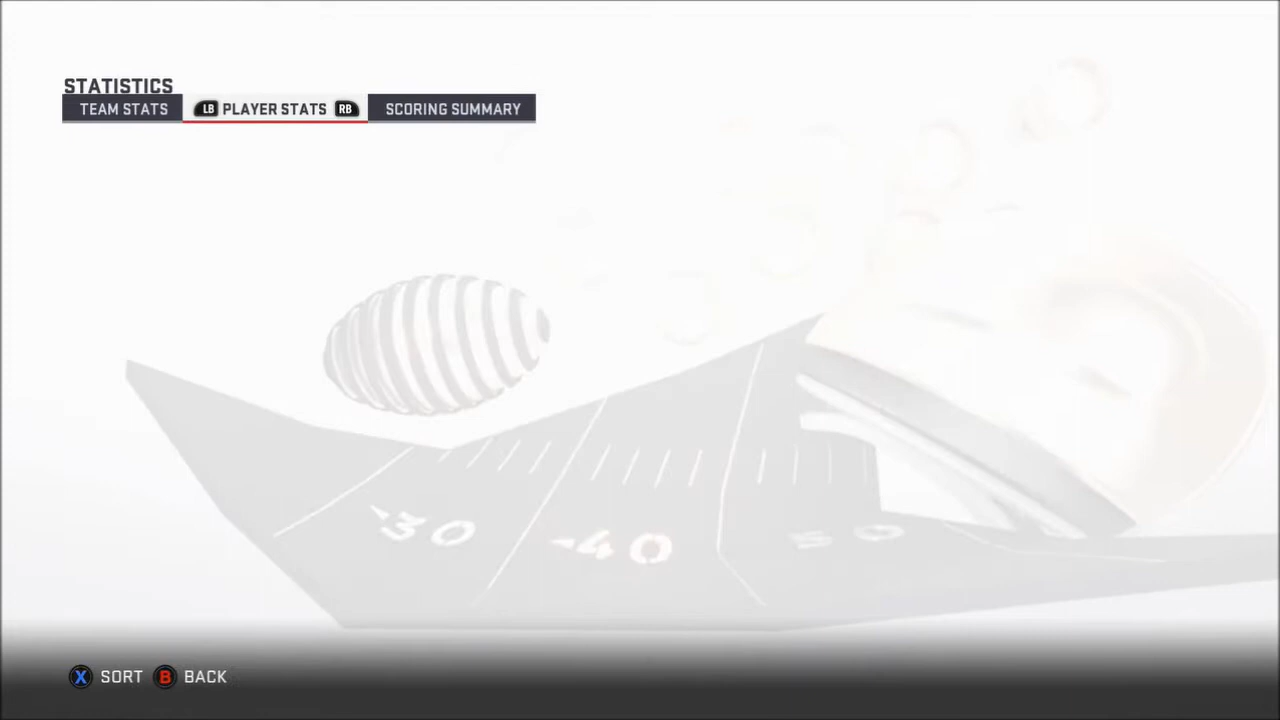 STATISTICS
TEAM STATS LB PLAYER STATS RB SCORING SUMMARY
30 40 50
X SORT B BACK